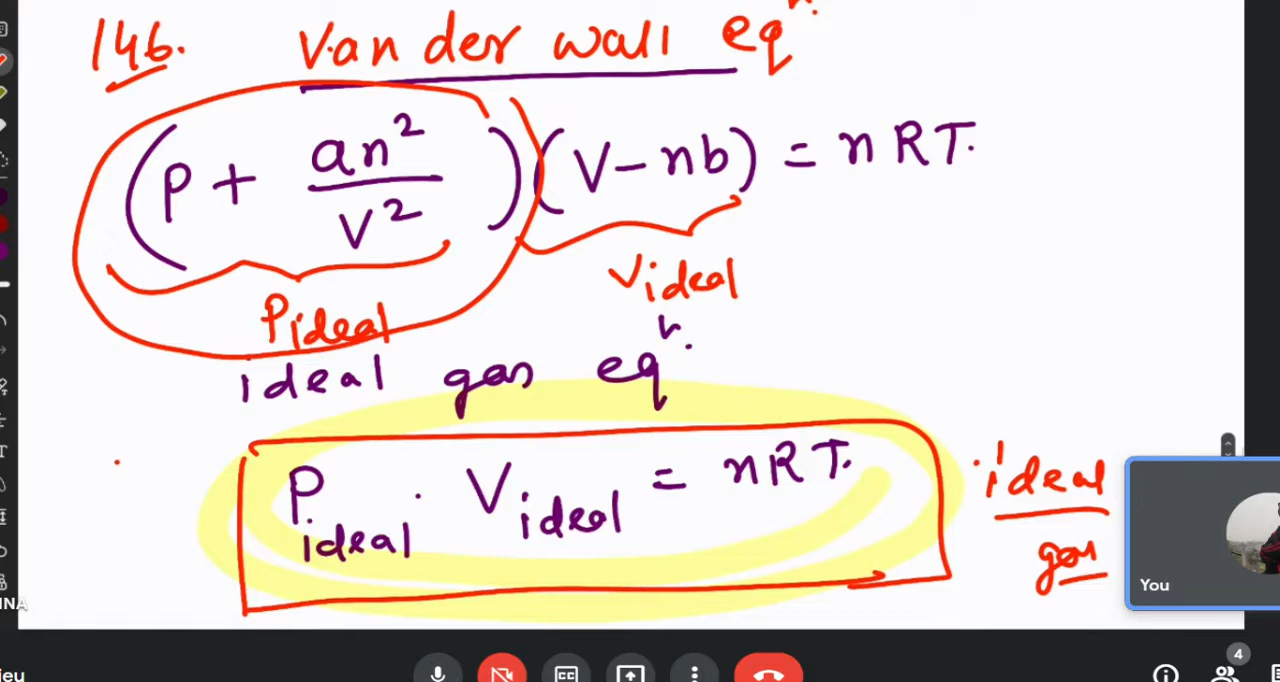 146. Van der wall eqⁿ.
(P + an²/V²)(V-nb) = nRT.
Pideal Videal
ideal gas eqⁿ.
Pideal . Videal = nRT.
ideal
gas
You
4